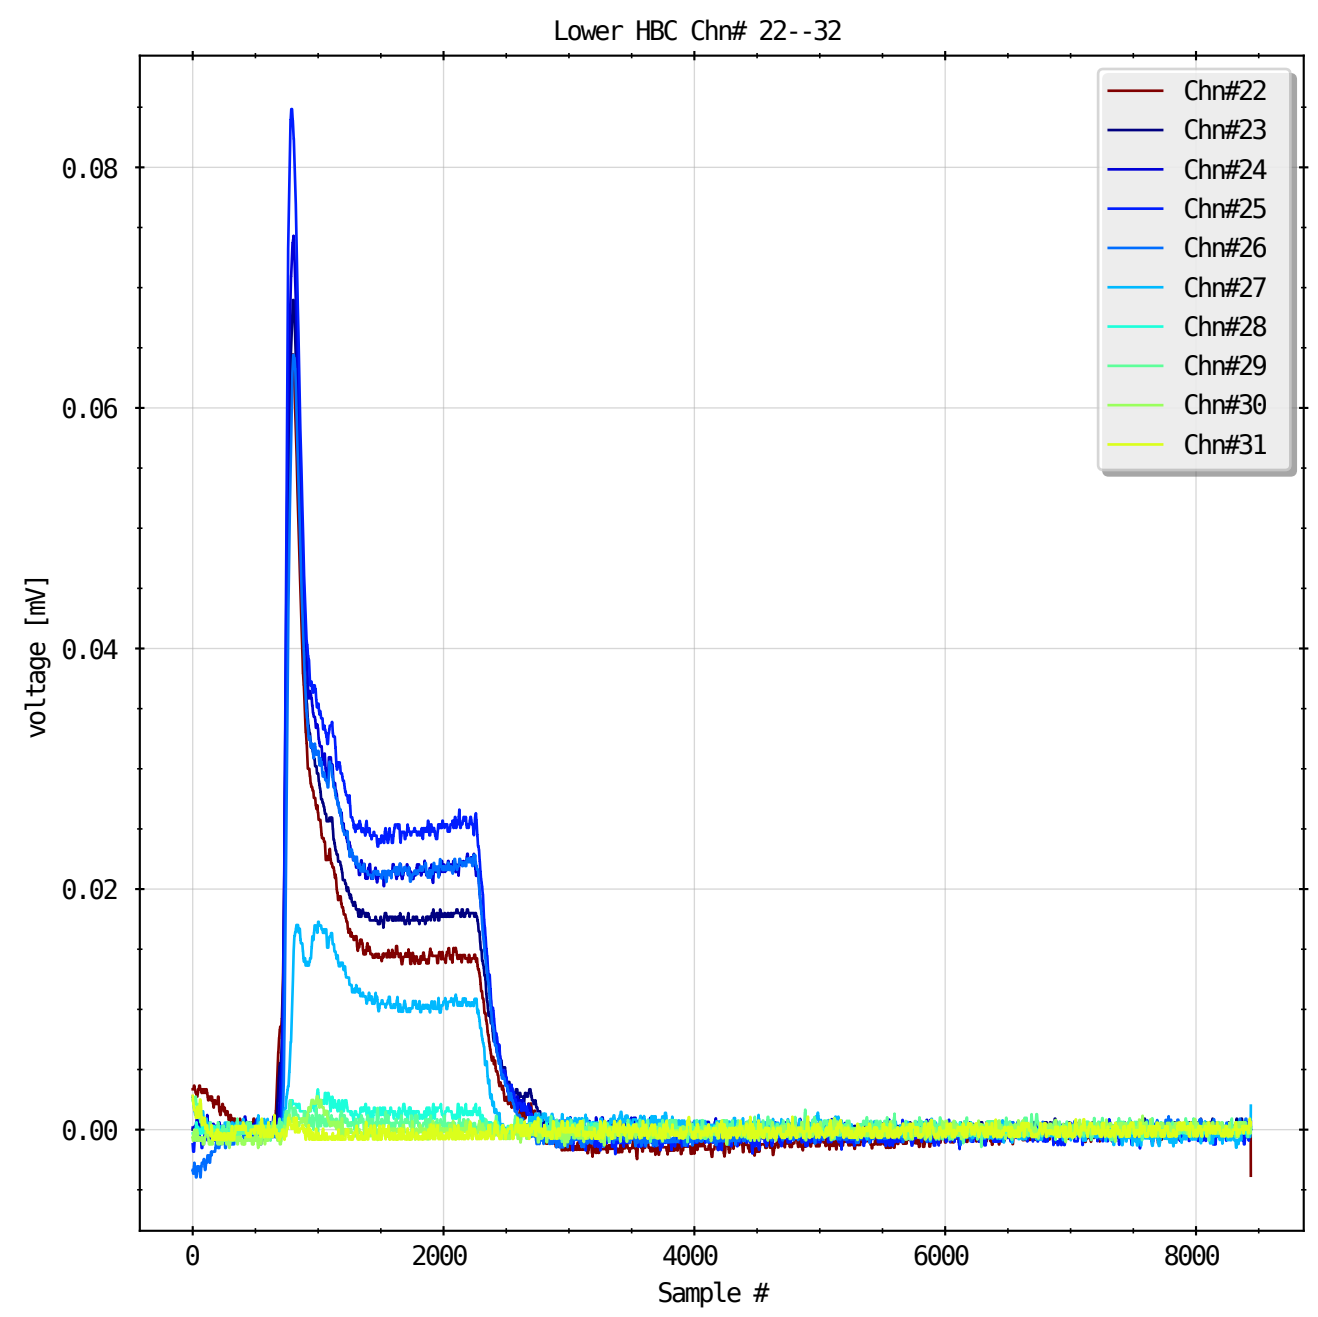 Lower HBC Chn# 22--32
Chn#22
Chn#23
Chn#24
Chn#25
Chn#26
Chn#27
Chn#28
Chn#29
Chn#30
Chn#31
0.08
0.06
0.04
0.02
0.00
voltage [mV]
0 2000 4000 6000 8000
Sample #